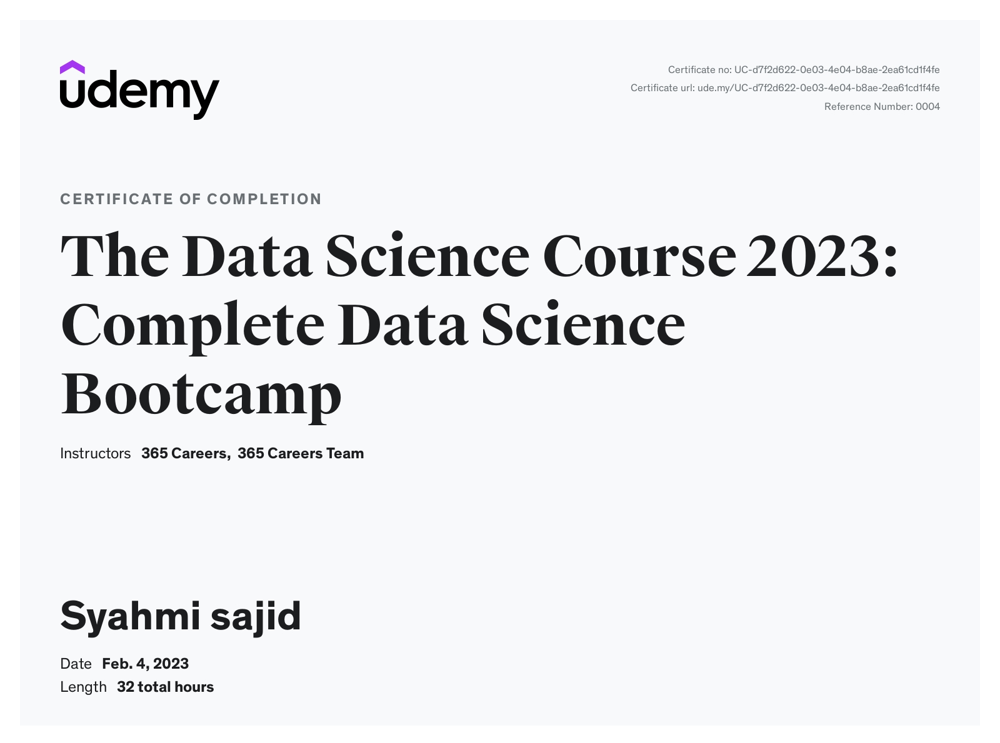 udemy
Certificate no: UC-d7f2d622-0e03-4e04-b8ae-2ea61cd1f4fe
Certificate url: ude.my/UC-d7f2d622-0e03-4e04-b8ae-2ea61cd1f4fe
Reference Number: 0004
CERTIFICATE OF COMPLETION
The Data Science Course 2023:
Complete Data Science
Bootcamp
Instructors 365 Careers, 365 Careers Team
Syahmi sajid
Date Feb. 4, 2023
Length 32 total hours